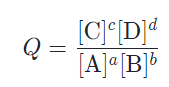 Q = [C]^c[D]^d / [A]^a[B]^b